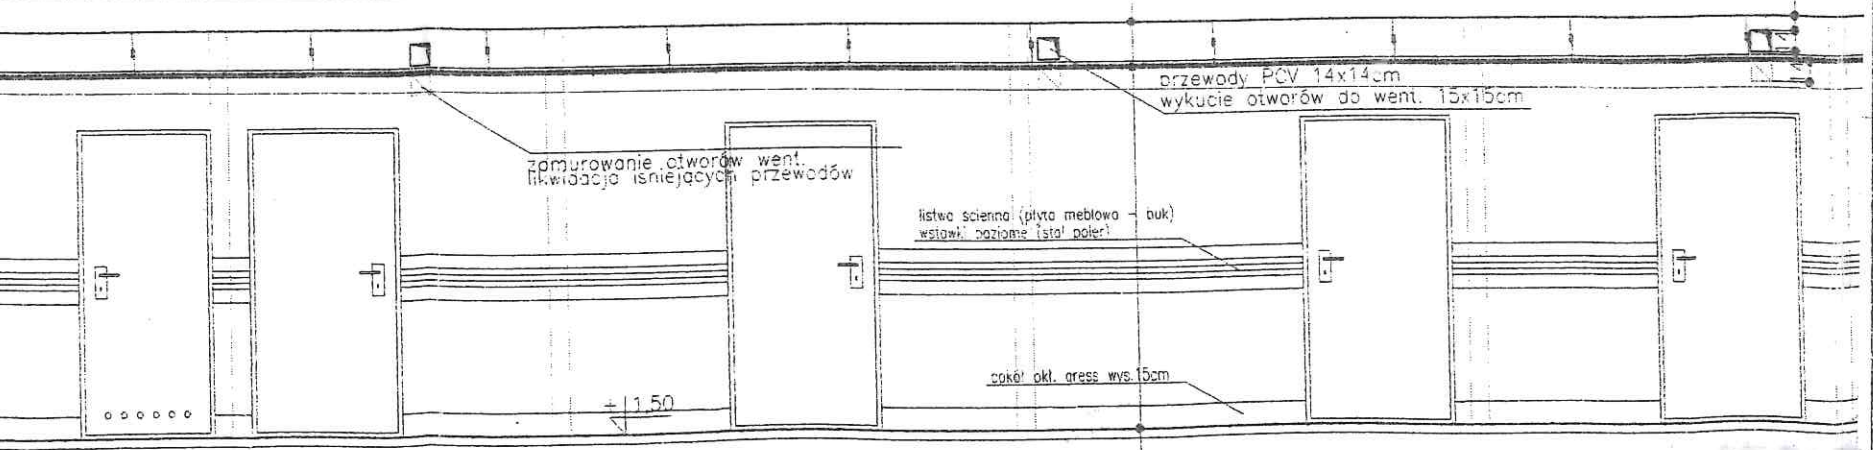 przewody PCV 14x14cm
wykucie otworów do went. 15x15cm
zamurowanie otworów went.
likwidacja isniejących przewodów
listwa scienna (płyta meblowa - buk)
wstawki poziome (stal poler)
cokół okł. gress wys.15cm
+1,50